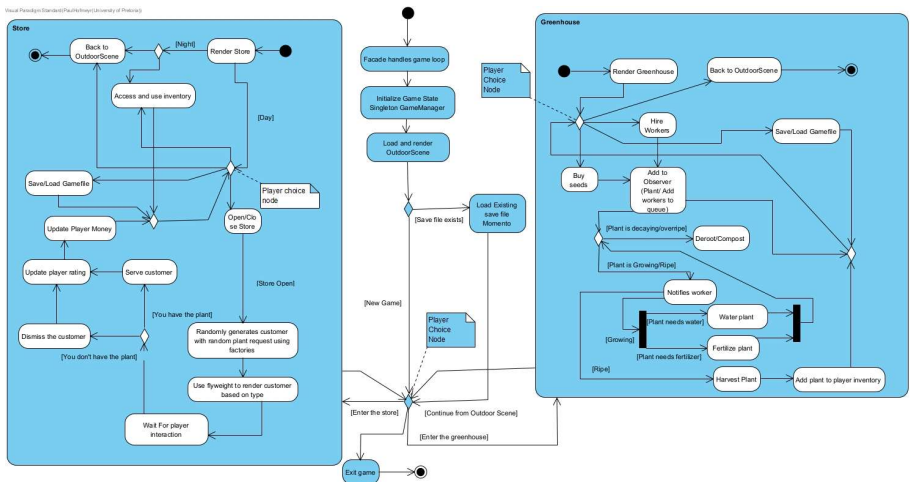 Visual Paradigm Standard(Paul Hofmeyr(University of Pretoria))
Store
Back to
OutdoorScene
[Night]
Render Store
Access and use inventory
[Day]
Save/Load Gamefile
Player choice
node
Update Player Money
Open/Clo
se Store
Update player rating
Serve customer
[Store Open]
[You have the plant]
Dismiss the customer
[You don't have the plant]
Randomly generates customer
with random plant request using
factories
Use flyweight to render customer
based on type
Wait For player
interaction
Facade handles game loop
Initialize Game State
Singleton GameManager
Load and render
OutdoorScene
[Save file exists]
Load Existing
save file
Momento
[New Game]
Player
Choice
Node
[Enter the store]
[Continue from Outdoor Scene]
[Enter the greenhouse]
Exit game
Greenhouse
Player
Choice
Node
Render Greenhouse
Back to OutdoorScene
Hire
Workers
Save/Load Gamefile
Buy
seeds
Add to
Observer
(Plant/ Add
workers to
queue)
[Plant is decaying/overripe]
Deroot/Compost
[Plant is Growing/Ripe]
Notifies worker
[Growing]
[Plant needs water]
Water plant
Fertilize plant
[Plant needs fertilizer]
[Ripe]
Harvest Plant
Add plant to player inventory